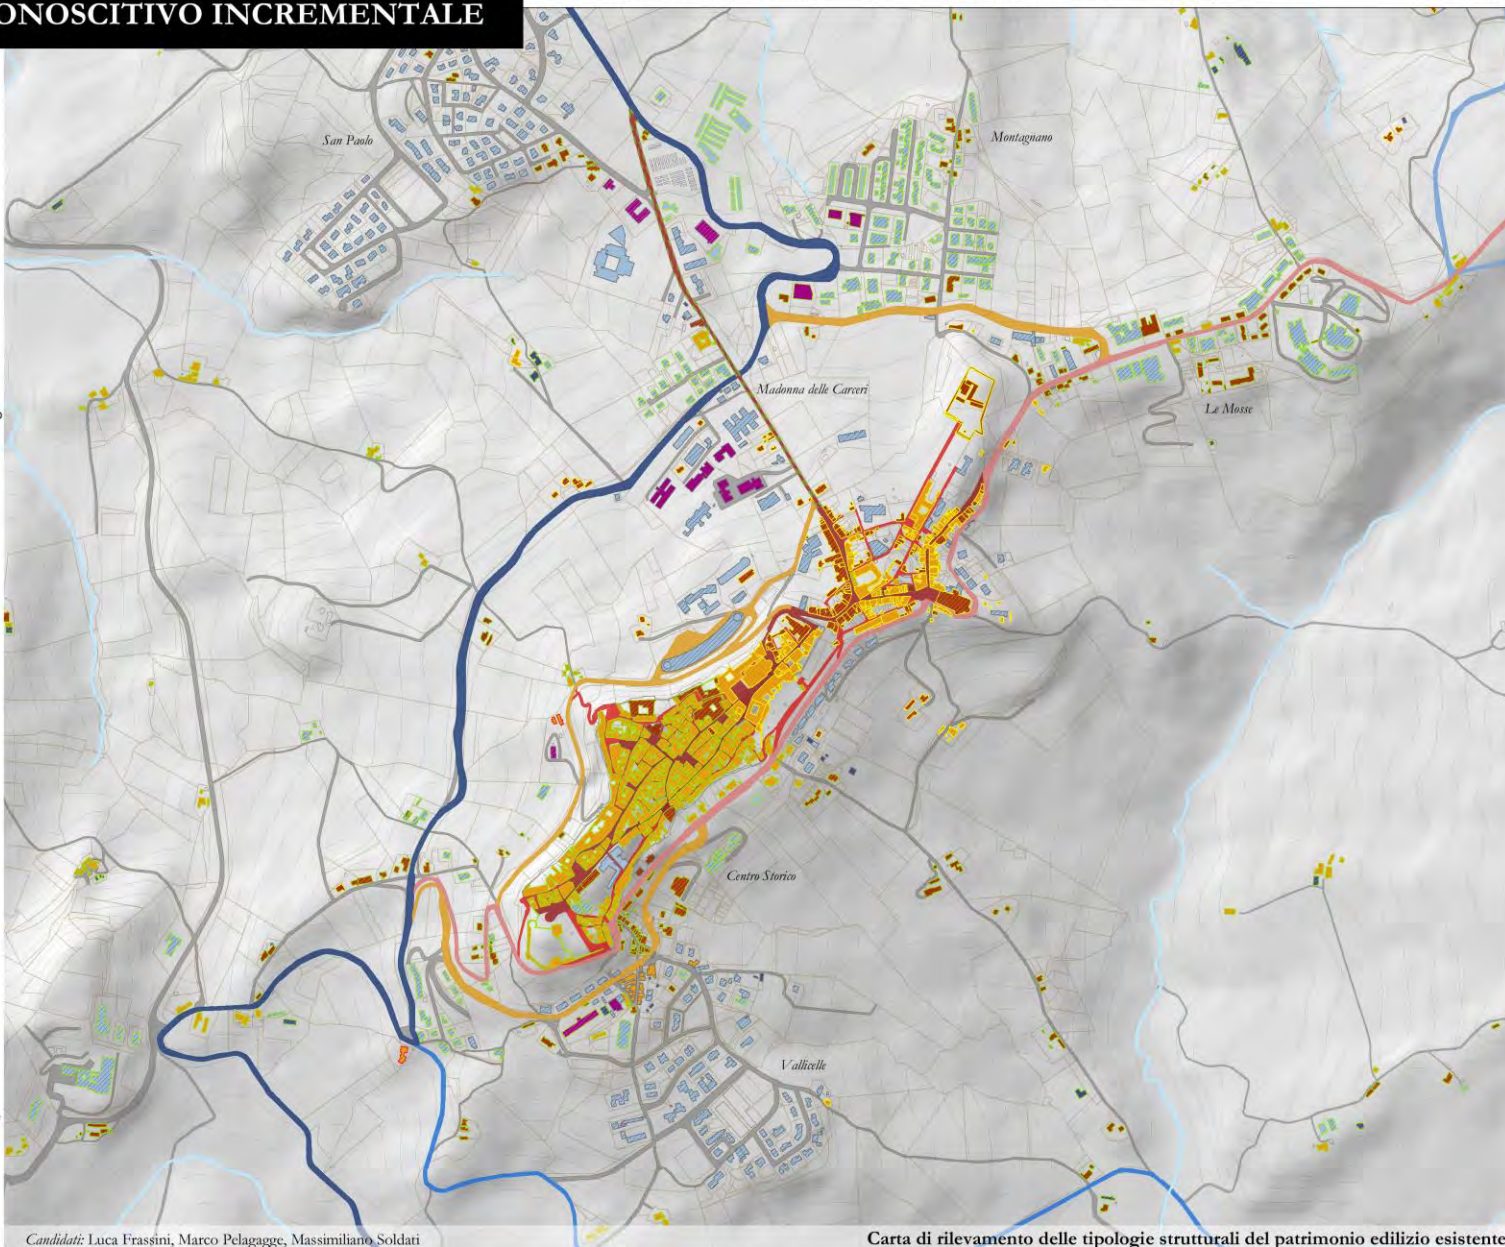 ONOSCITIVO INCREMENTALE
San Paolo
Montagnano
Madonna delle Carceri
Le Mosse
Centro Storico
Vallicelle
Candidati: Luca Frassini, Marco Pelagagge, Massimiliano Soldati
Carta di rilevamento delle tipologie strutturali del patrimonio edilizio esistente